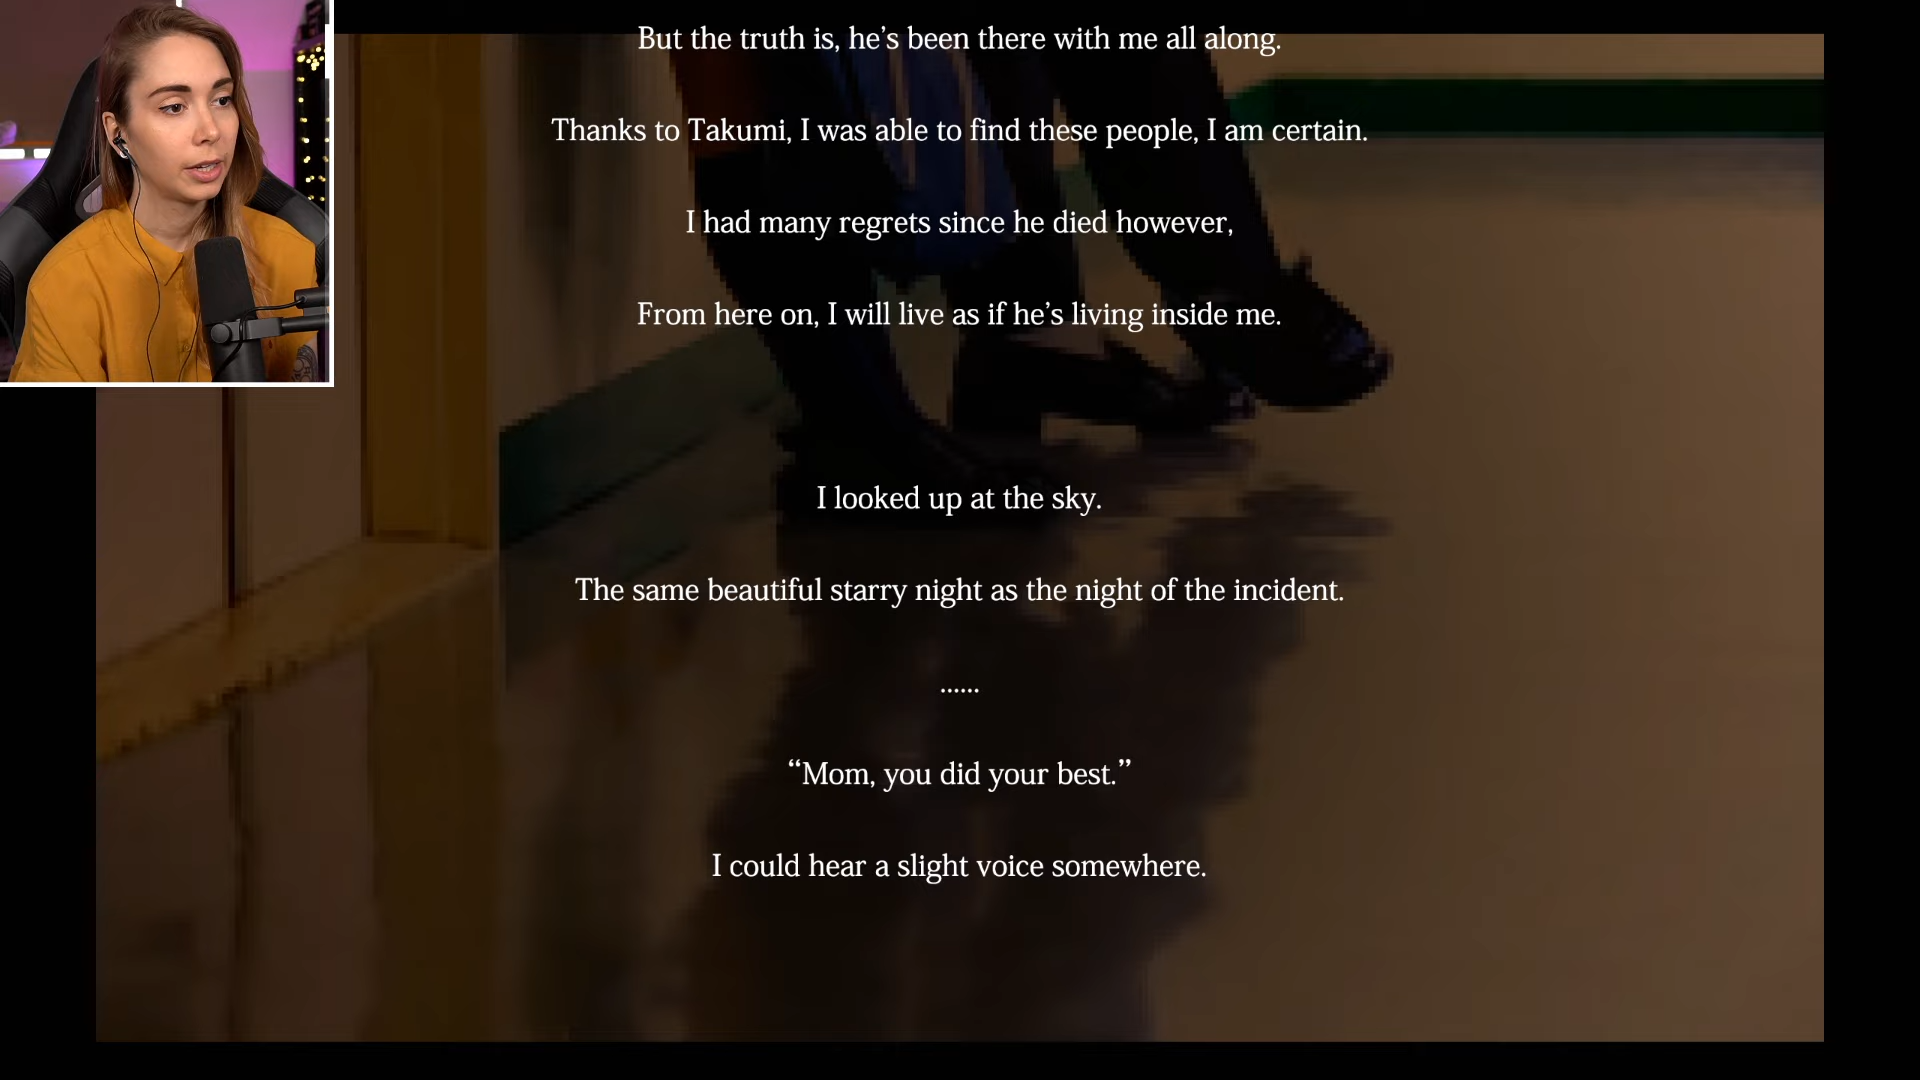 But the truth is, he’s been there with me all along.
Thanks to Takumi, I was able to find these people, I am certain.
I had many regrets since he died however,
From here on, I will live as if he’s living inside me.
I looked up at the sky.
The same beautiful starry night as the night of the incident.
......
“Mom, you did your best.”
I could hear a slight voice somewhere.